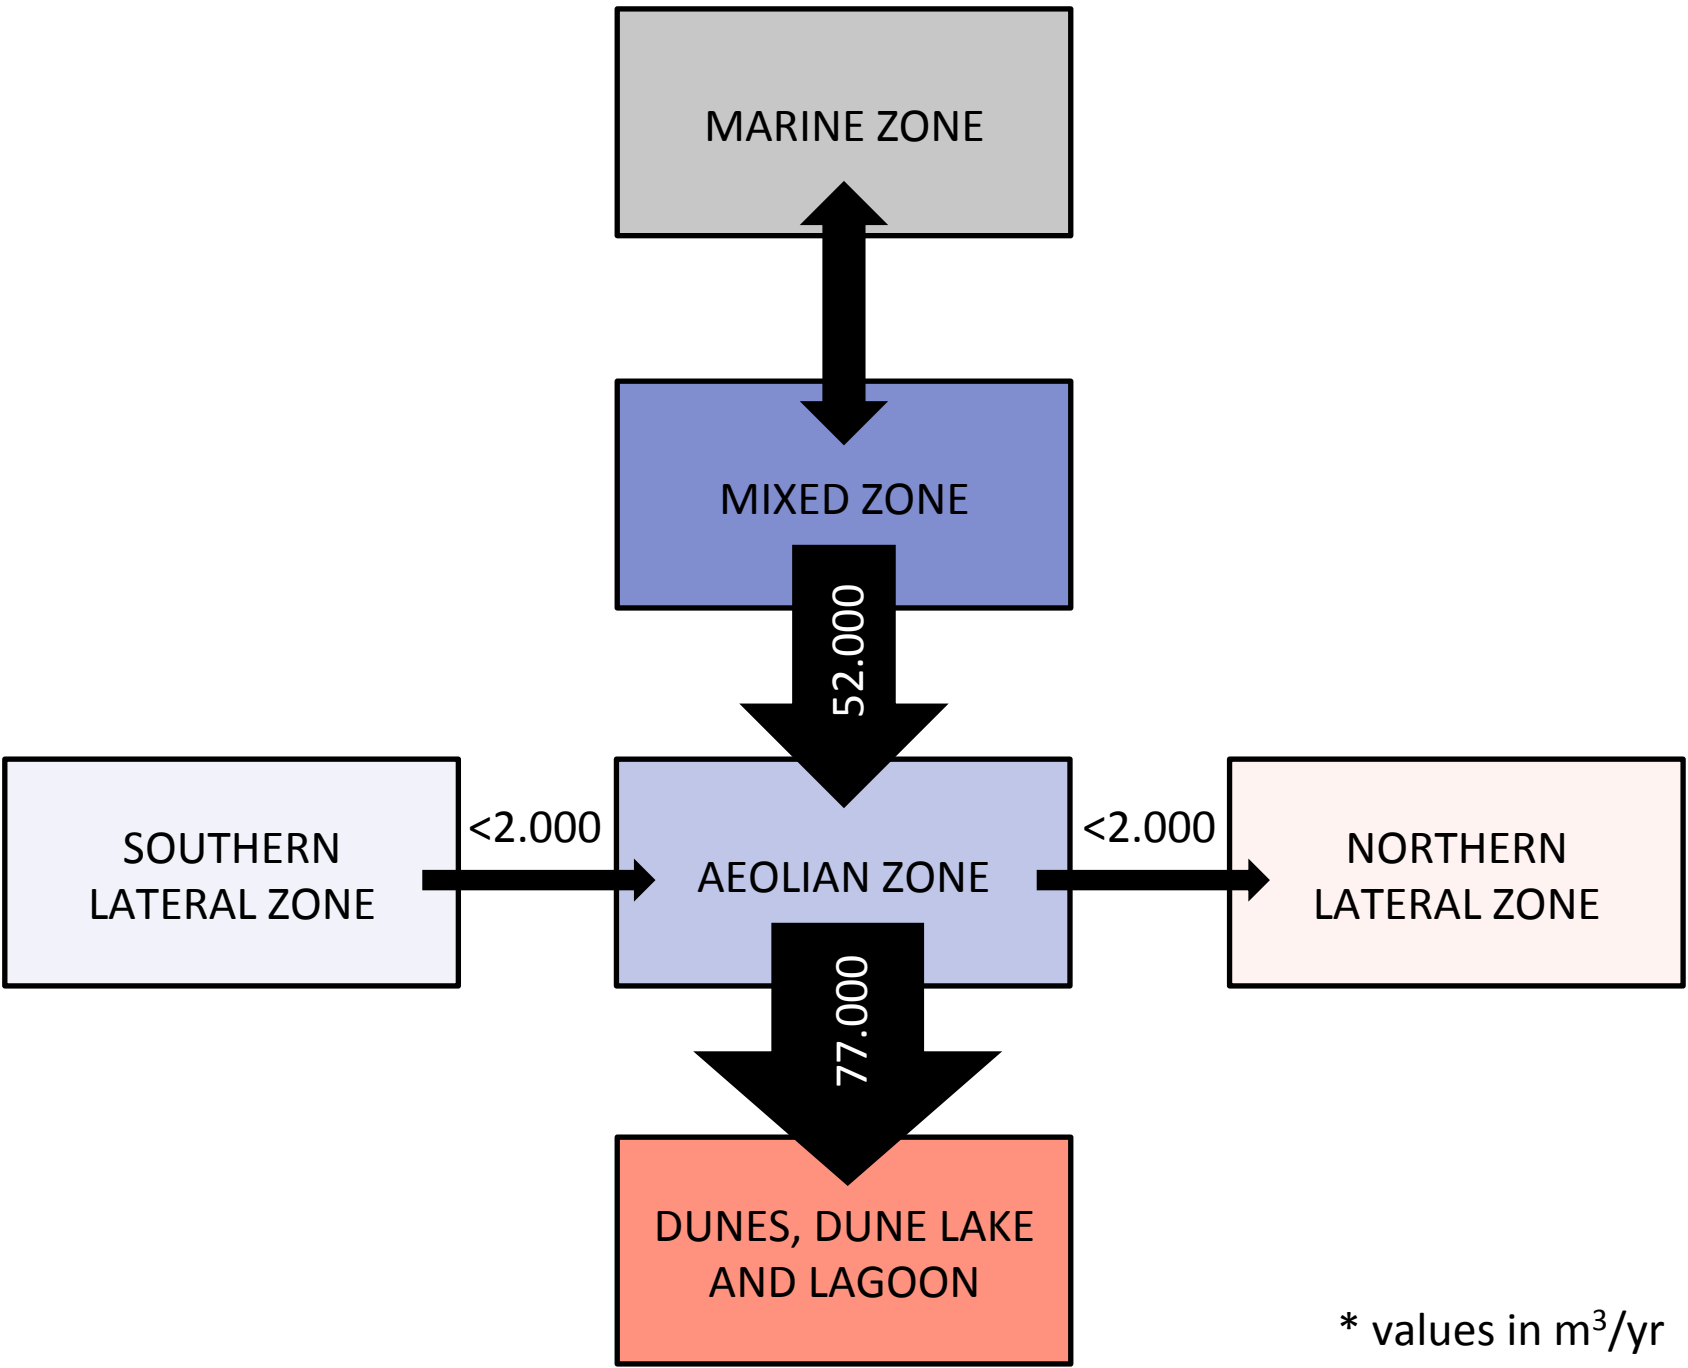 MARINE ZONE
MIXED ZONE
52.000
SOUTHERN
LATERAL ZONE
<2.000
AEOLIAN ZONE
<2.000
NORTHERN
LATERAL ZONE
77.000
DUNES, DUNE LAKE
AND LAGOON
* values in m³/yr